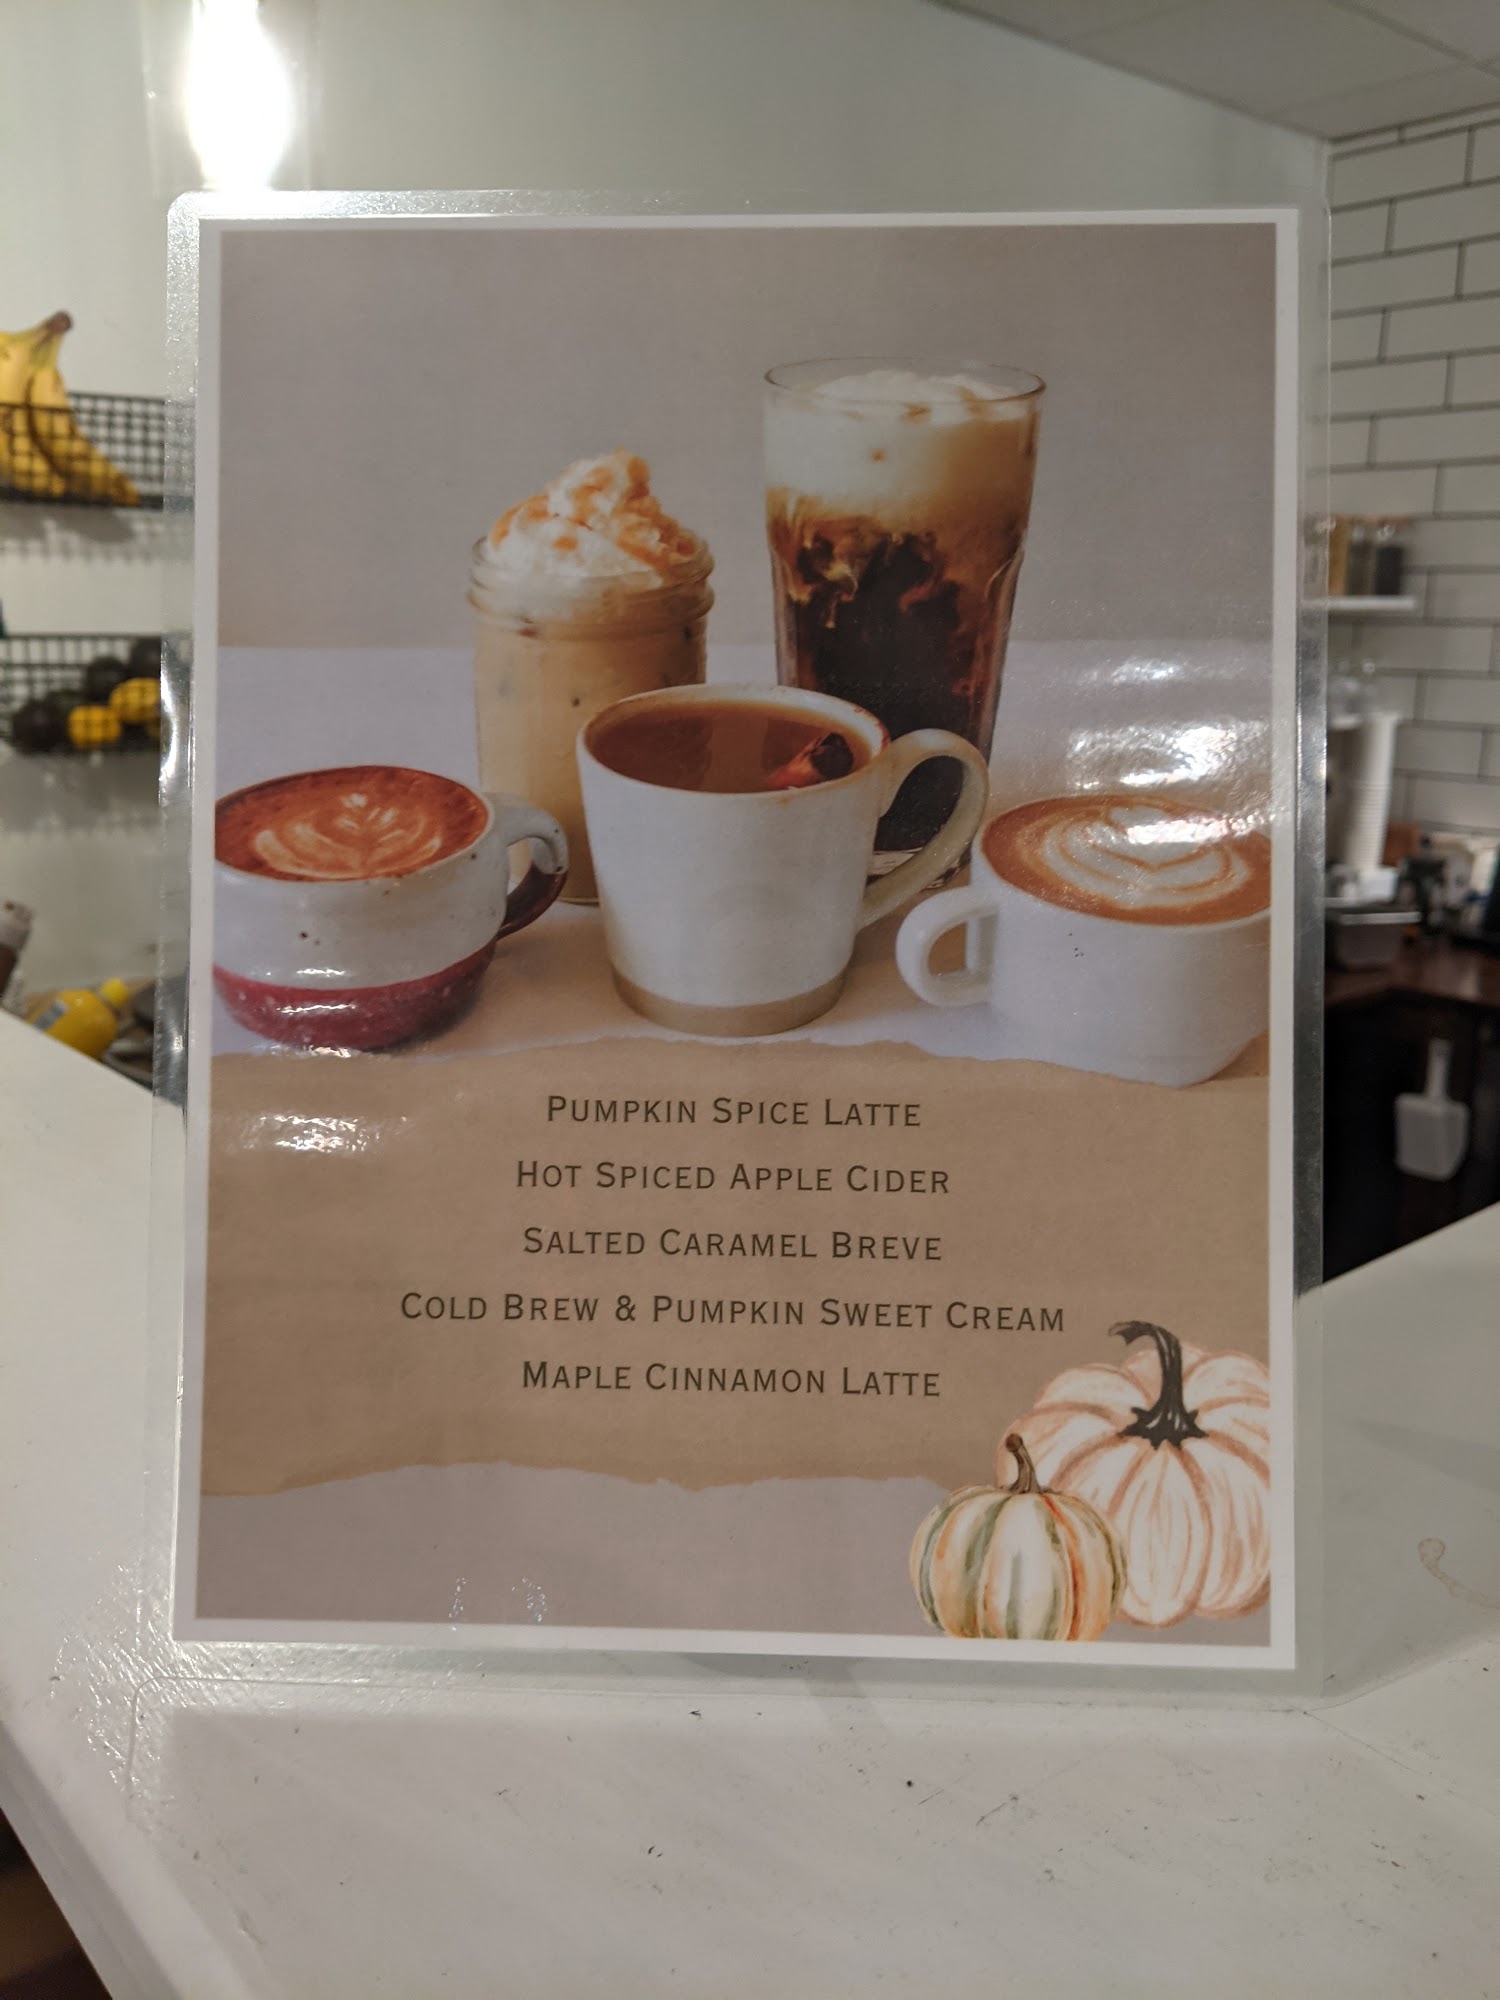 Pumpkin Spice Latte
Hot Spiced Apple Cider
Salted Caramel Breve
Cold Brew & Pumpkin Sweet Cream
Maple Cinnamon Latte